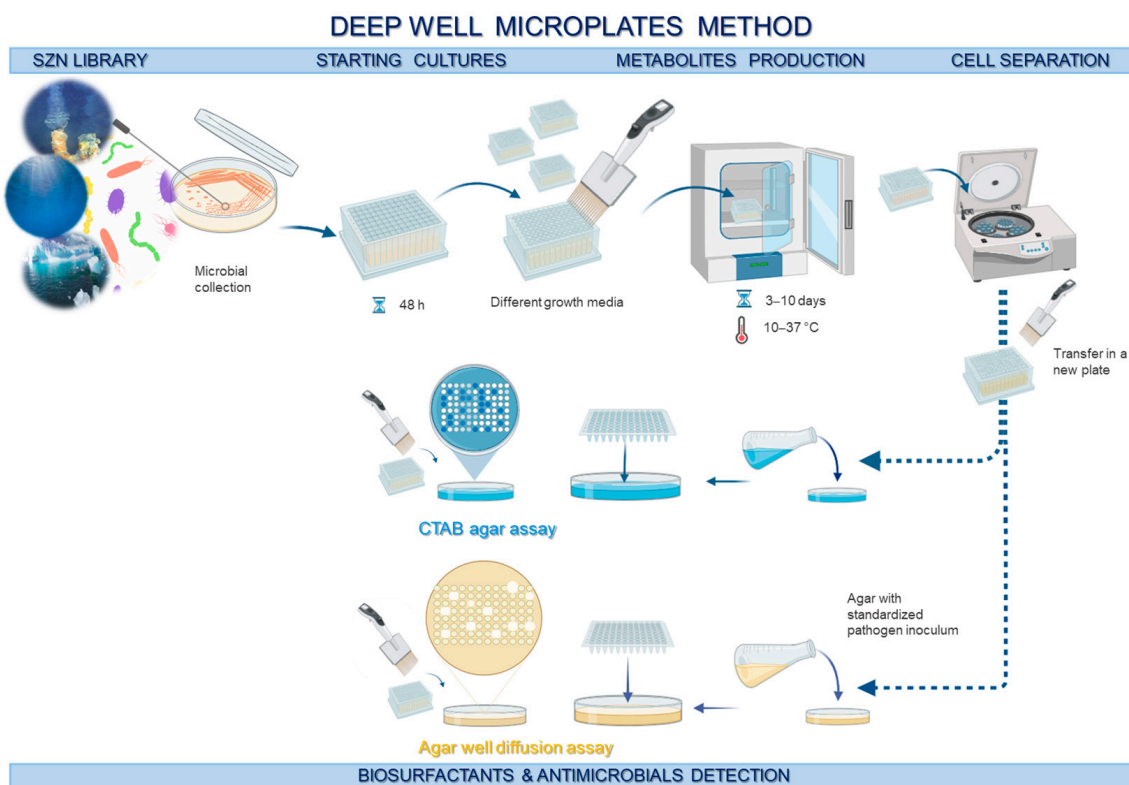 DEEP WELL MICROPLATES METHOD
SZN LIBRARY
STARTING CULTURES
METABOLITES PRODUCTION
CELL SEPARATION
Microbial
collection
48 h
Different growth media
3–10 days
10–37 °C
Transfer in a
new plate
CTAB agar assay
Agar with
standardized
pathogen inoculum
Agar well diffusion assay
BIOSURFACTANTS & ANTIMICROBIALS DETECTION